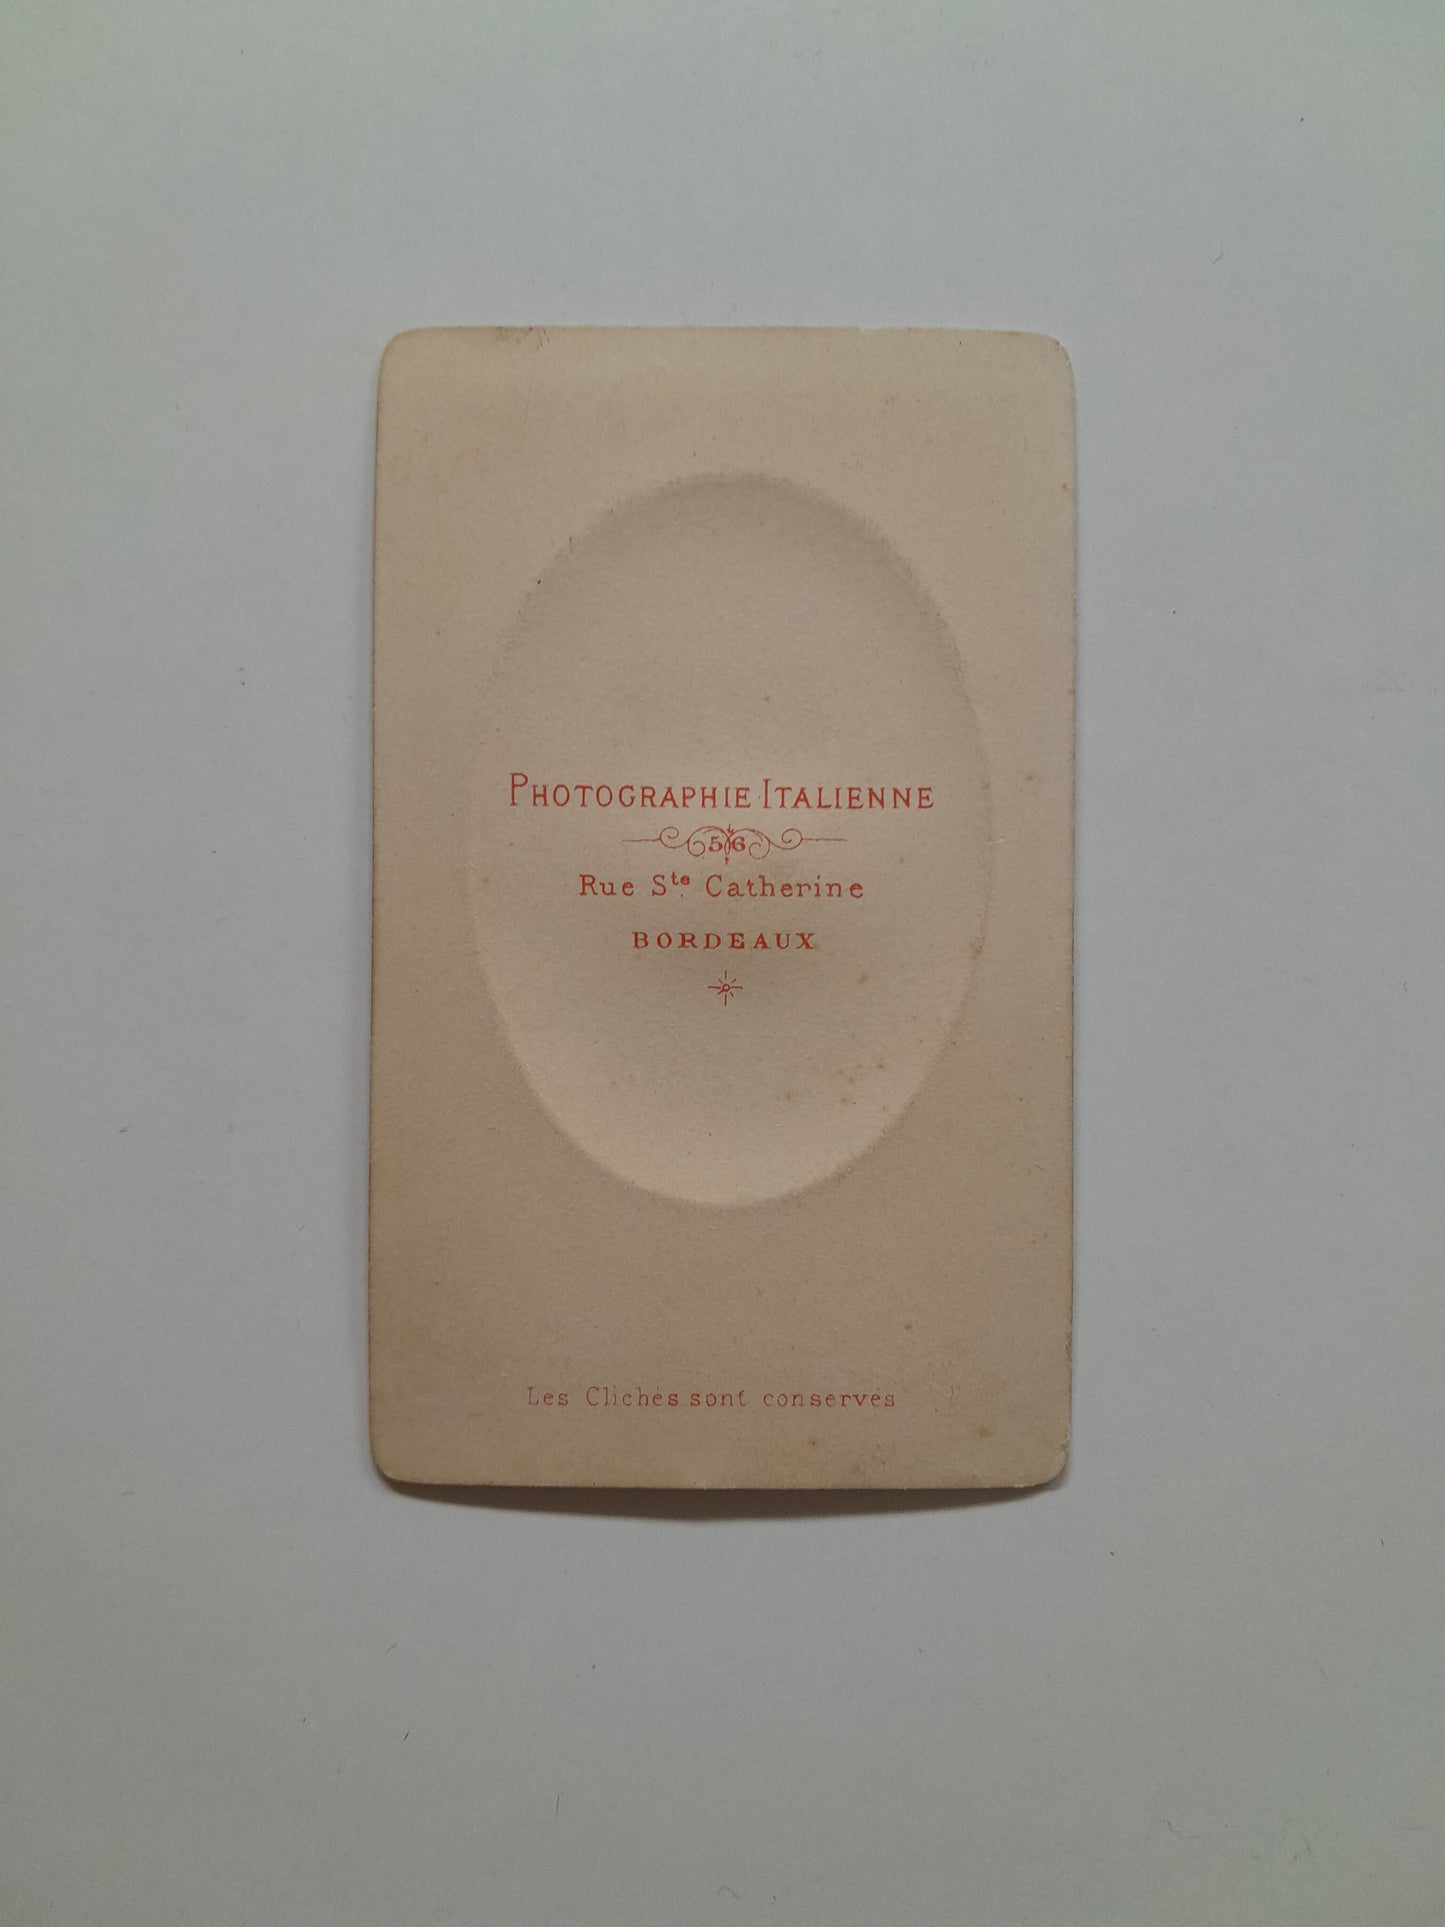 PHOTOGRAPHIE ITALIENNE
56
Rue Ste Catherine
BORDEAUX
Les Clichés sont conservés